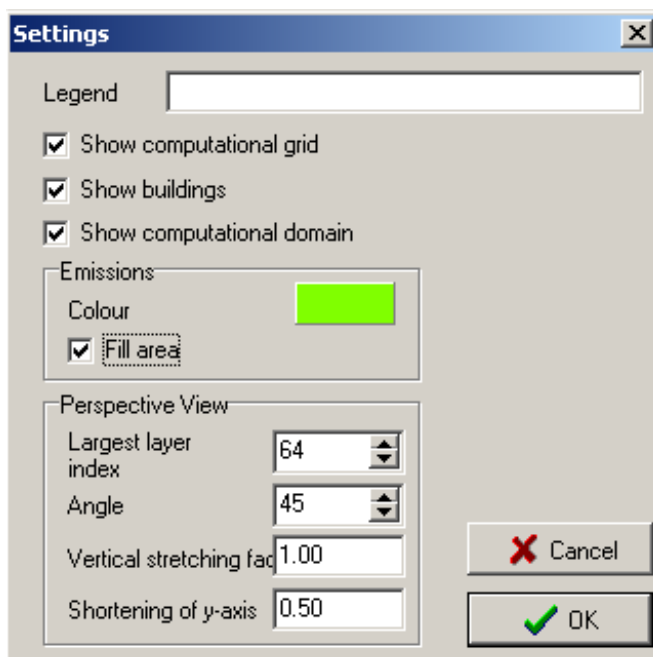 Settings
Legend
Show computational grid
Show buildings
Show computational domain
Emissions
Colour
Fill area
Perspective View
Largest layer
index
64
Angle
45
Vertical stretching fac
1.00
Shortening of y-axis
0.50
Cancel
OK